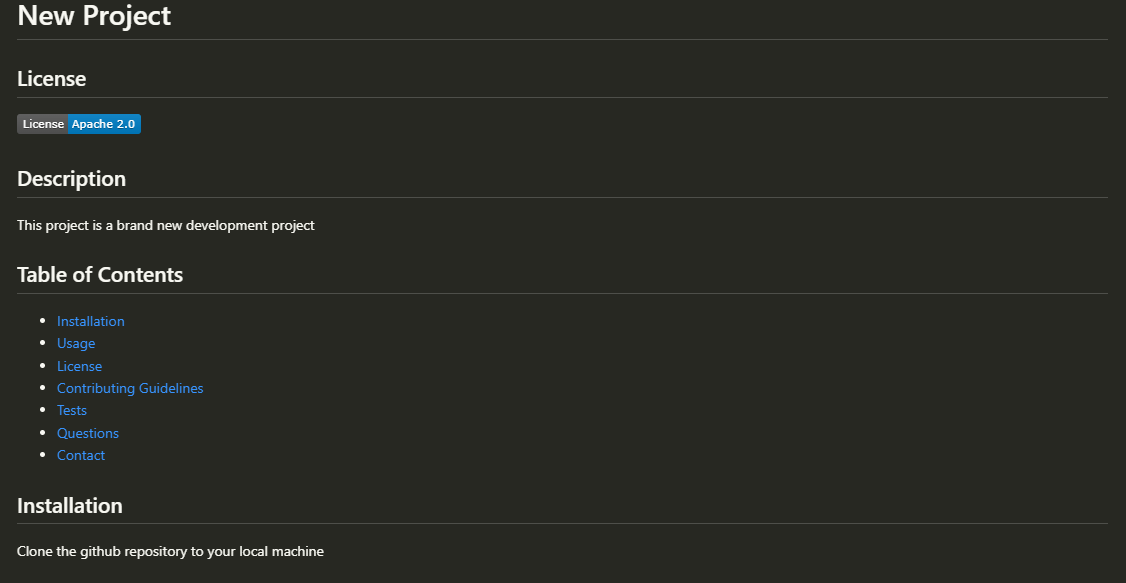 New Project
License
License Apache 2.0
Description
This project is a brand new development project
Table of Contents
Installation
Usage
License
Contributing Guidelines
Tests
Questions
Contact
Installation
Clone the github repository to your local machine